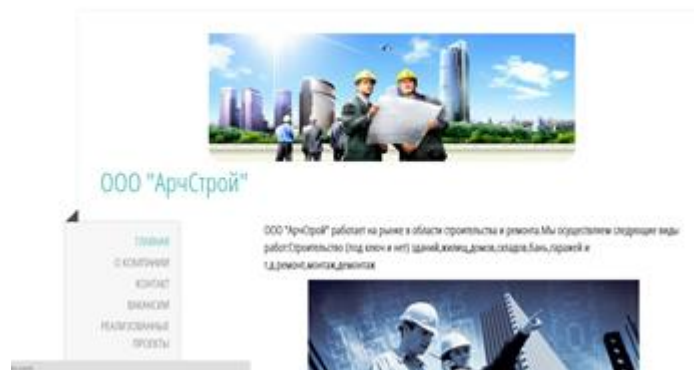 ООО "АрчСтрой"
ГЛАВНАЯ
О КОМПАНИИ
КОНТАКТ
ВАКАНСИИ
РЕАЛИЗОВАННЫЕ
ПРОЕКТЫ
ООО "АрчСтрой" работает на рынке в области строительства и ремонта.Мы осуществляем следующие виды
работ:Строительство (под ключ и нет) зданий,жилищ,домов,складов,бань,гаражей и
т.д,ремонт,монтаж,демонтаж